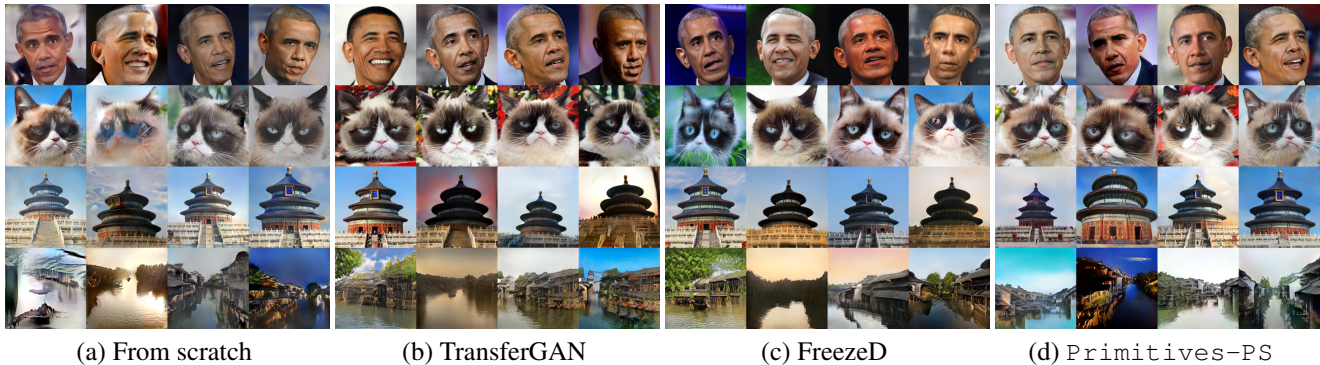 (a) From scratch
(b) TransferGAN
(c) FreezeD
(d) Primitives-PS